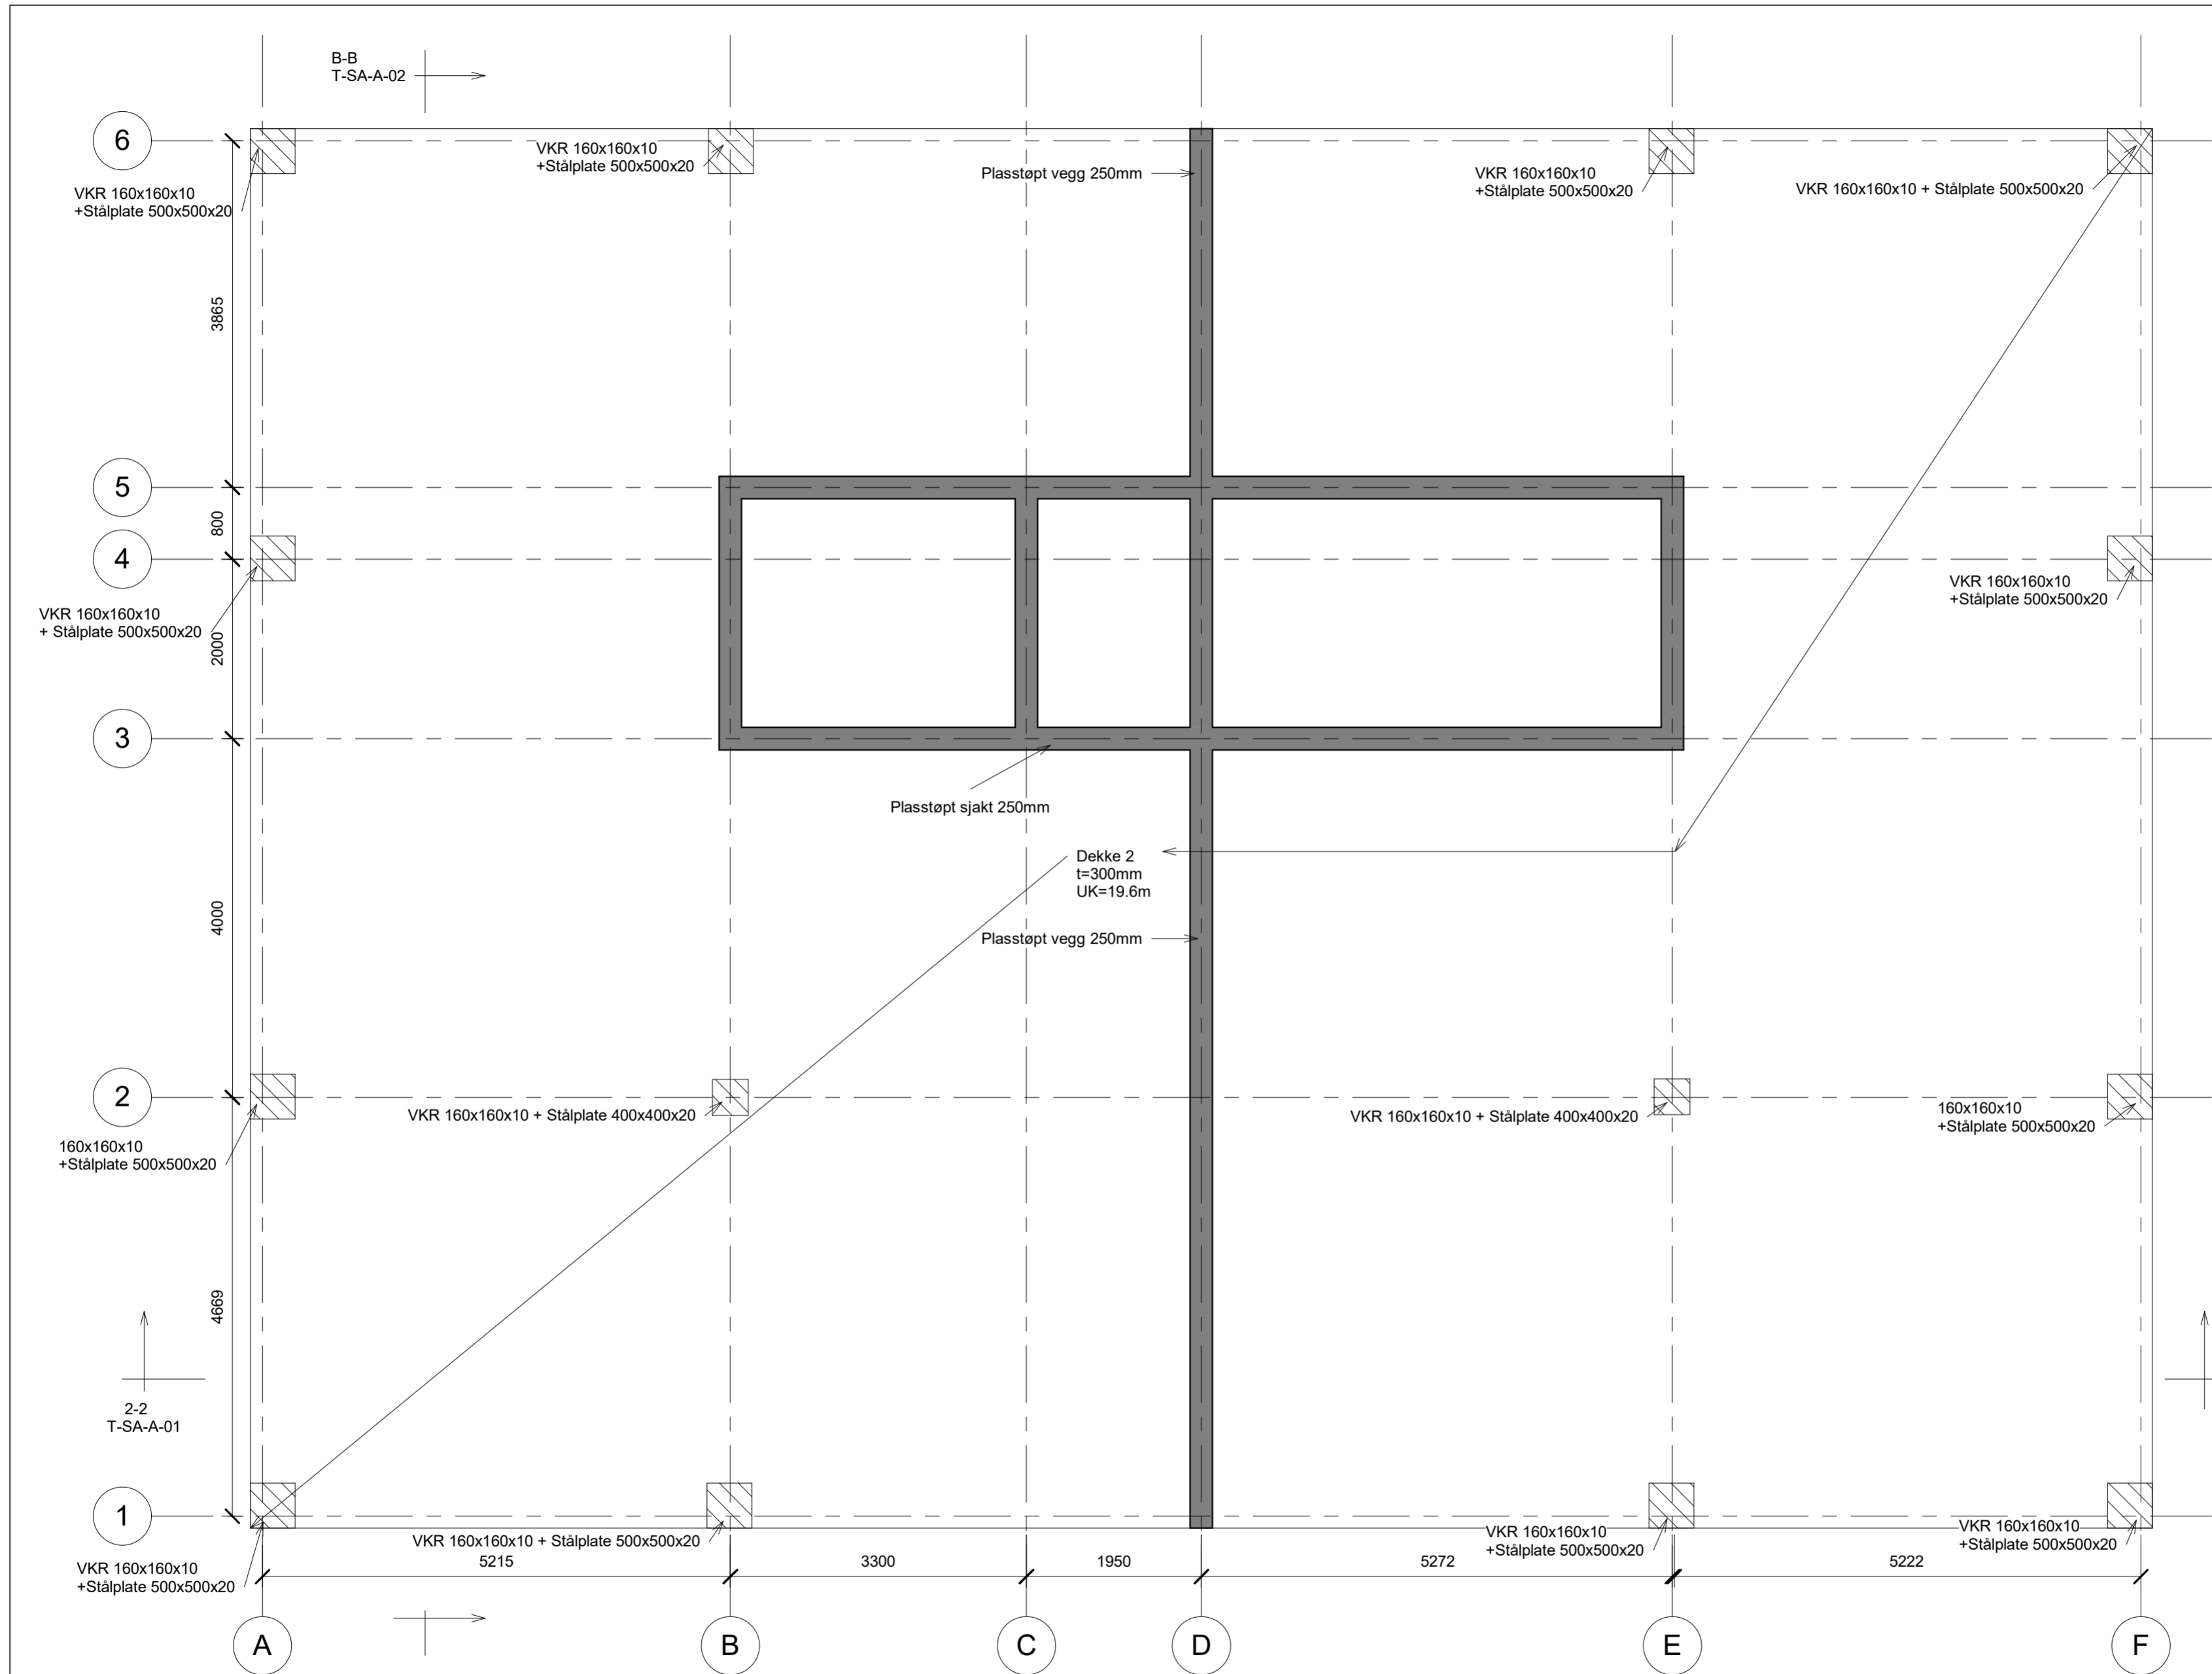 B-B
T-SA-A-02
6
VKR 160x160x10
+Stålplate 500x500x20
VKR 160x160x10
+Stålplate 500x500x20
Plasstøpt vegg 250mm
VKR 160x160x10
+Stålplate 500x500x20
VKR 160x160x10 + Stålplate 500x500x20
3865
5
800
4
VKR 160x160x10
+ Stålplate 500x500x20
VKR 160x160x10
+Stålplate 500x500x20
2000
3
Plasstøpt sjakt 250mm
Dekke 2
t=300mm
UK=19.6m
4000
Plasstøpt vegg 250mm
2
VKR 160x160x10 + Stålplate 400x400x20
VKR 160x160x10 + Stålplate 400x400x20
160x160x10
+Stålplate 500x500x20
160x160x10
+Stålplate 500x500x20
4669
2-2
T-SA-A-01
1
VKR 160x160x10 + Stålplate 500x500x20
VKR 160x160x10
+Stålplate 500x500x20
VKR 160x160x10
+Stålplate 500x500x20
VKR 160x160x10
+Stålplate 500x500x20
5215
3300
1950
5272
5222
A
B
C
D
E
F